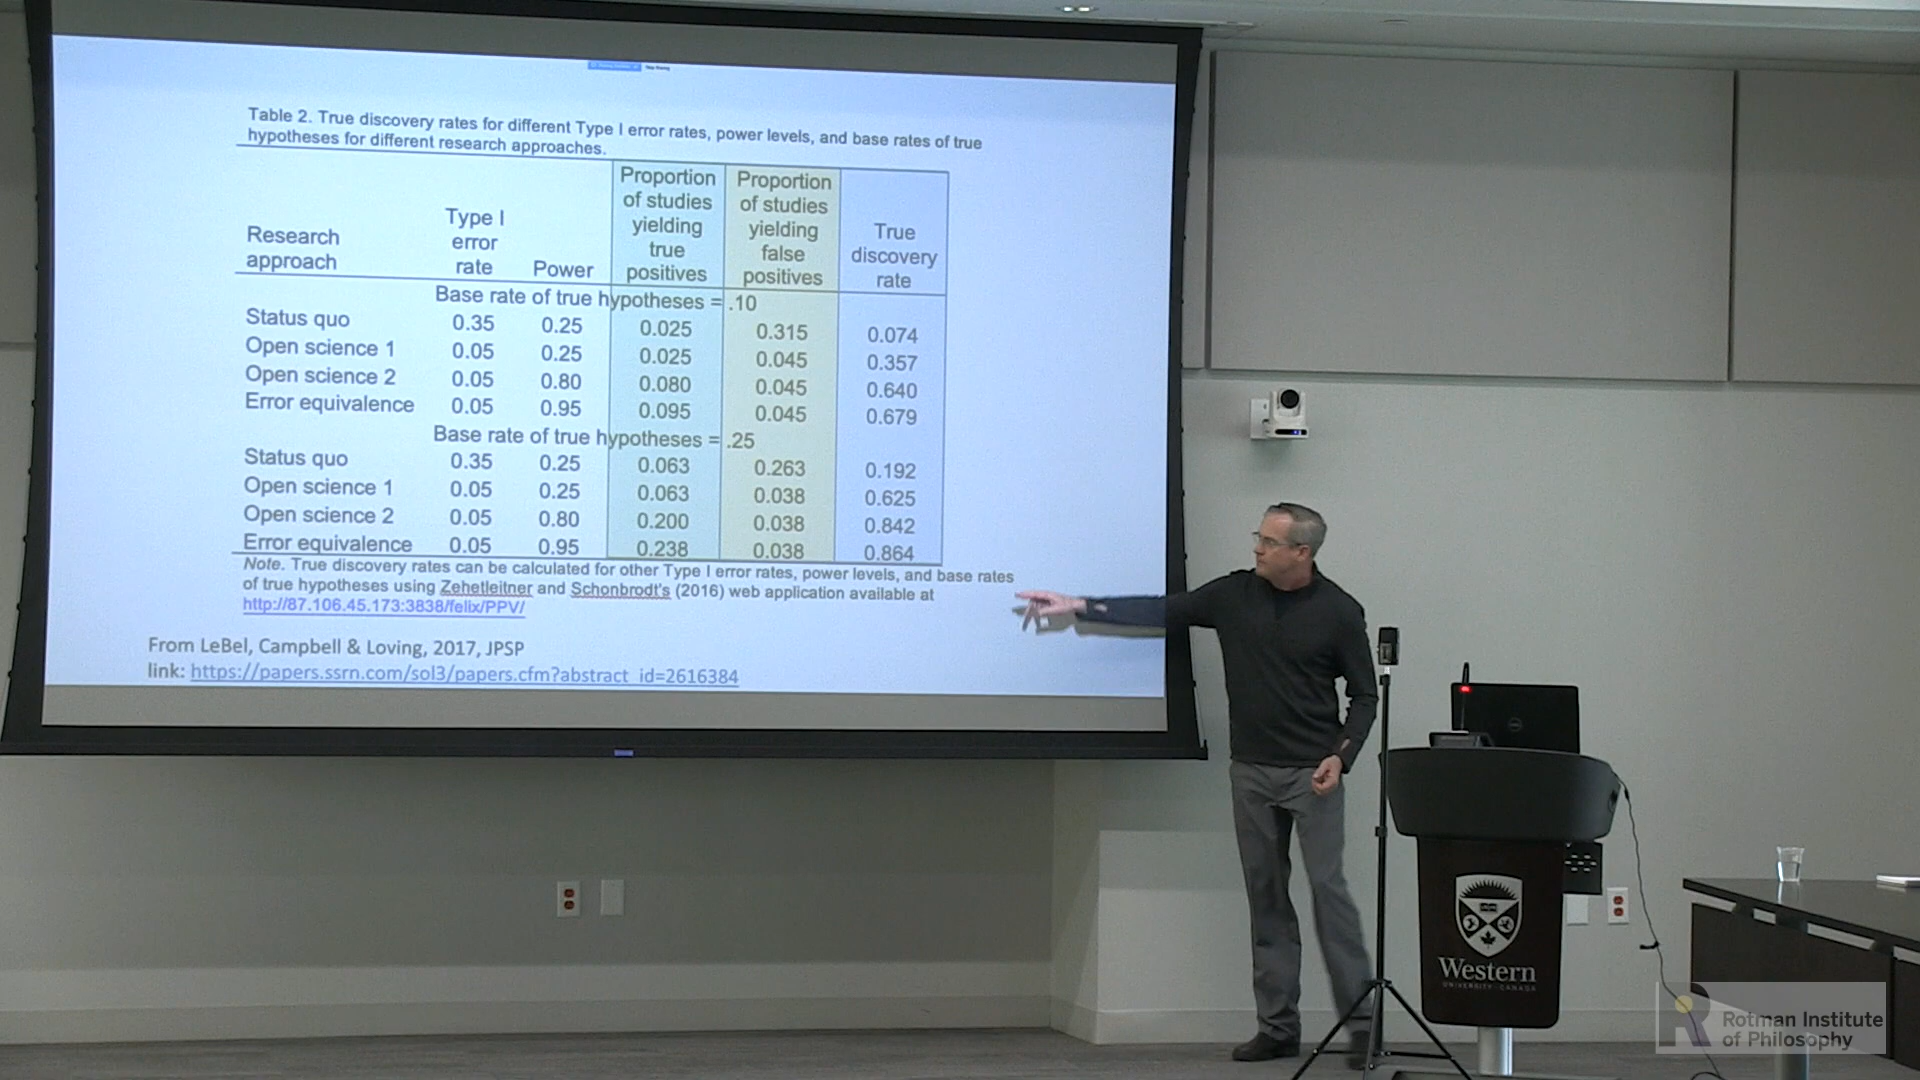 Table 2. True discovery rates for different Type I error rates, power levels, and base rates of true
hypotheses for different research approaches.
Research approach
Type I error rate
Power
Proportion of studies yielding true positives
Proportion of studies yielding false positives
True discovery rate
Base rate of true hypotheses = .10
Status quo 0.35 0.25 0.025 0.315 0.074
Open science 1 0.05 0.25 0.025 0.045 0.357
Open science 2 0.05 0.80 0.080 0.045 0.640
Error equivalence 0.05 0.95 0.095 0.045 0.679
Base rate of true hypotheses = .25
Status quo 0.35 0.25 0.063 0.263 0.192
Open science 1 0.05 0.25 0.063 0.038 0.625
Open science 2 0.05 0.80 0.200 0.038 0.842
Error equivalence 0.05 0.95 0.238 0.038 0.864
Note. True discovery rates can be calculated for other Type I error rates, power levels, and base rates
of true hypotheses using Zehetleitner and Schonbrodt's (2016) web application available at
http://87.106.45.173:3838/felix/PPV/
From LeBel, Campbell & Loving, 2017, JPSP
link: https://papers.ssrn.com/sol3/papers.cfm?abstract_id=2616384
Western
UNIVERSITY · CANADA
Rotman Institute
of Philosophy